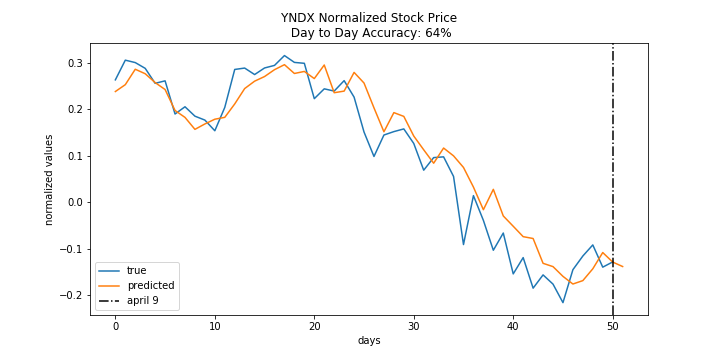 YNDX Normalized Stock Price
Day to Day Accuracy: 64%
normalized values
0.3
0.2
0.1
0.0
−0.1
−0.2
true
predicted
april 9
0 10 20 30 40 50
days